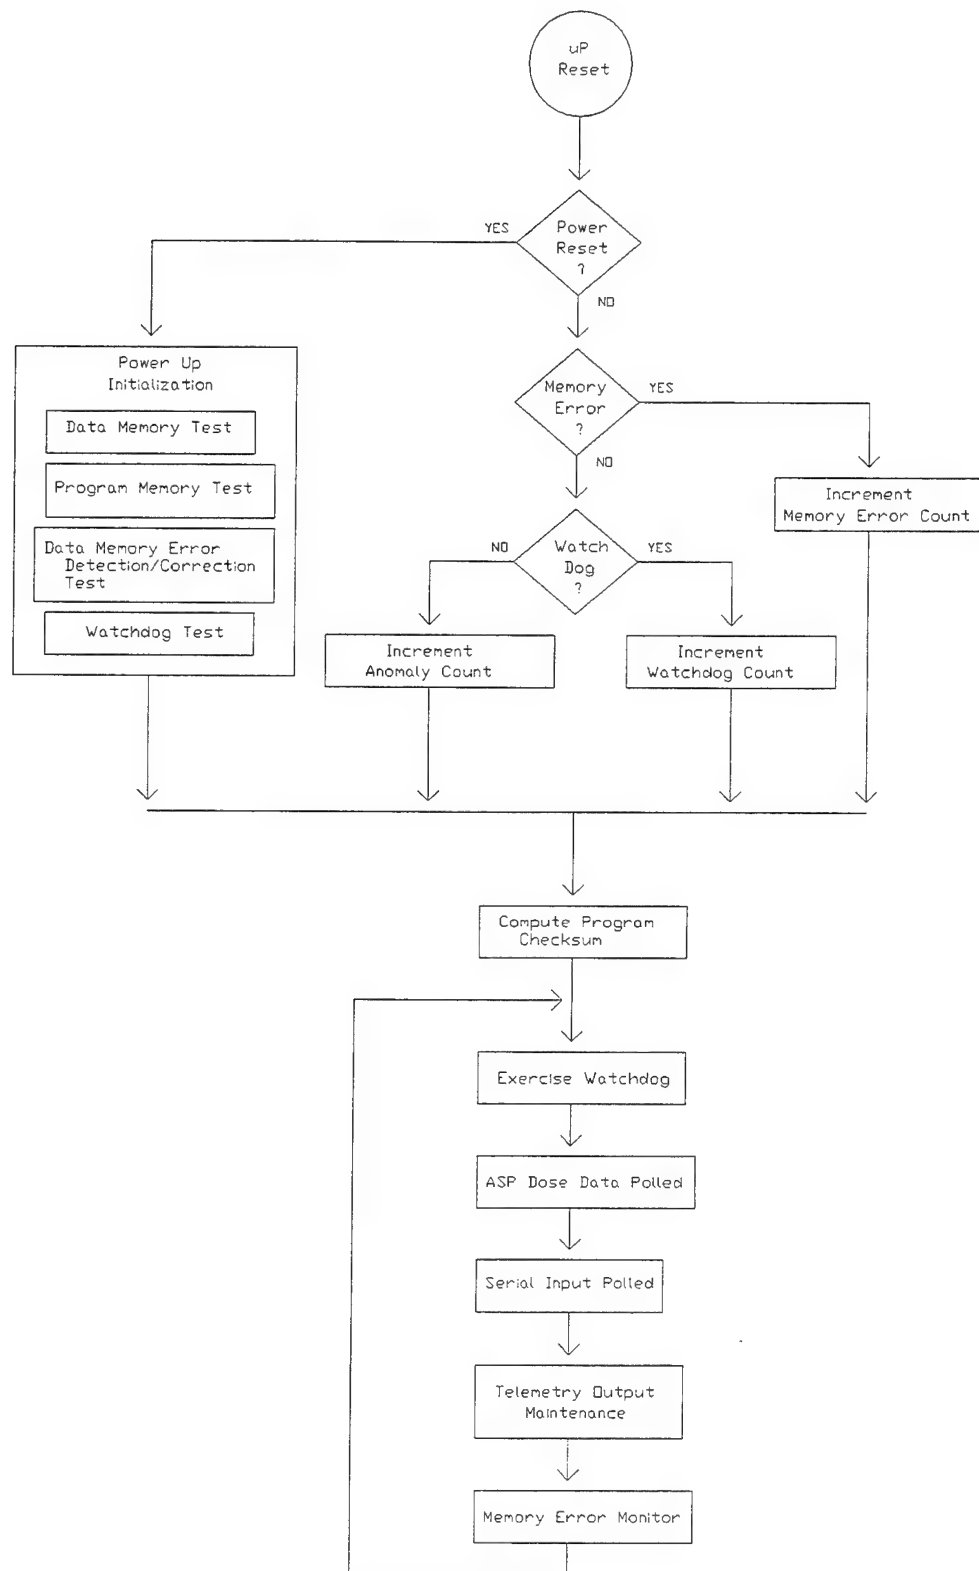 uP
Reset
Power
Reset
?
YES
NO
Power Up
Initialization
Data Memory Test
Program Memory Test
Data Memory Error
Detection/Correction
Test
Watchdog Test
Memory
Error
?
YES
NO
Increment
Memory Error Count
Watch
Dog
?
NO
YES
Increment
Anomaly Count
Increment
Watchdog Count
Compute Program
Checksum
Exercise Watchdog
ASP Dose Data Polled
Serial Input Polled
Telemetry Output
Maintenance
Memory Error Monitor